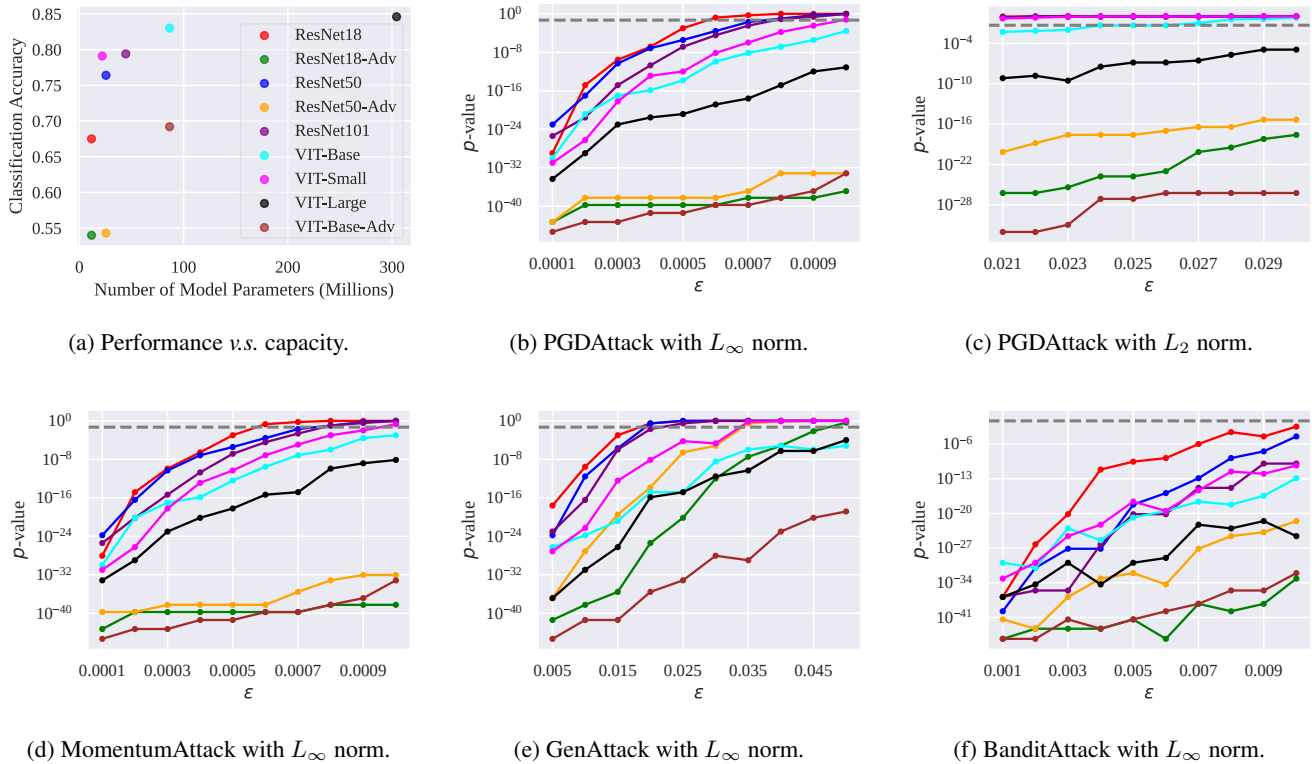 Classification Accuracy
0.85
0.80
0.75
0.70
0.65
0.60
0.55
0 100 200 300
Number of Model Parameters (Millions)
ResNet18
ResNet18-Adv
ResNet50
ResNet50-Adv
ResNet101
VIT-Base
VIT-Small
VIT-Large
VIT-Base-Adv
(a) Performance v.s. capacity.
p-value
10⁰
10⁻⁸
10⁻¹⁶
10⁻²⁴
10⁻³²
10⁻⁴⁰
0.0001 0.0003 0.0005 0.0007 0.0009
ε
(b) PGDAttack with L∞ norm.
p-value
10⁻⁴
10⁻¹⁰
10⁻¹⁶
10⁻²²
10⁻²⁸
0.021 0.023 0.025 0.027 0.029
ε
(c) PGDAttack with L₂ norm.
p-value
10⁰
10⁻⁸
10⁻¹⁶
10⁻²⁴
10⁻³²
10⁻⁴⁰
0.0001 0.0003 0.0005 0.0007 0.0009
ε
(d) MomentumAttack with L∞ norm.
p-value
10⁰
10⁻⁸
10⁻¹⁶
10⁻²⁴
10⁻³²
10⁻⁴⁰
0.005 0.015 0.025 0.035 0.045
ε
(e) GenAttack with L∞ norm.
p-value
10⁻⁶
10⁻¹³
10⁻²⁰
10⁻²⁷
10⁻³⁴
10⁻⁴¹
0.001 0.003 0.005 0.007 0.009
ε
(f) BanditAttack with L∞ norm.